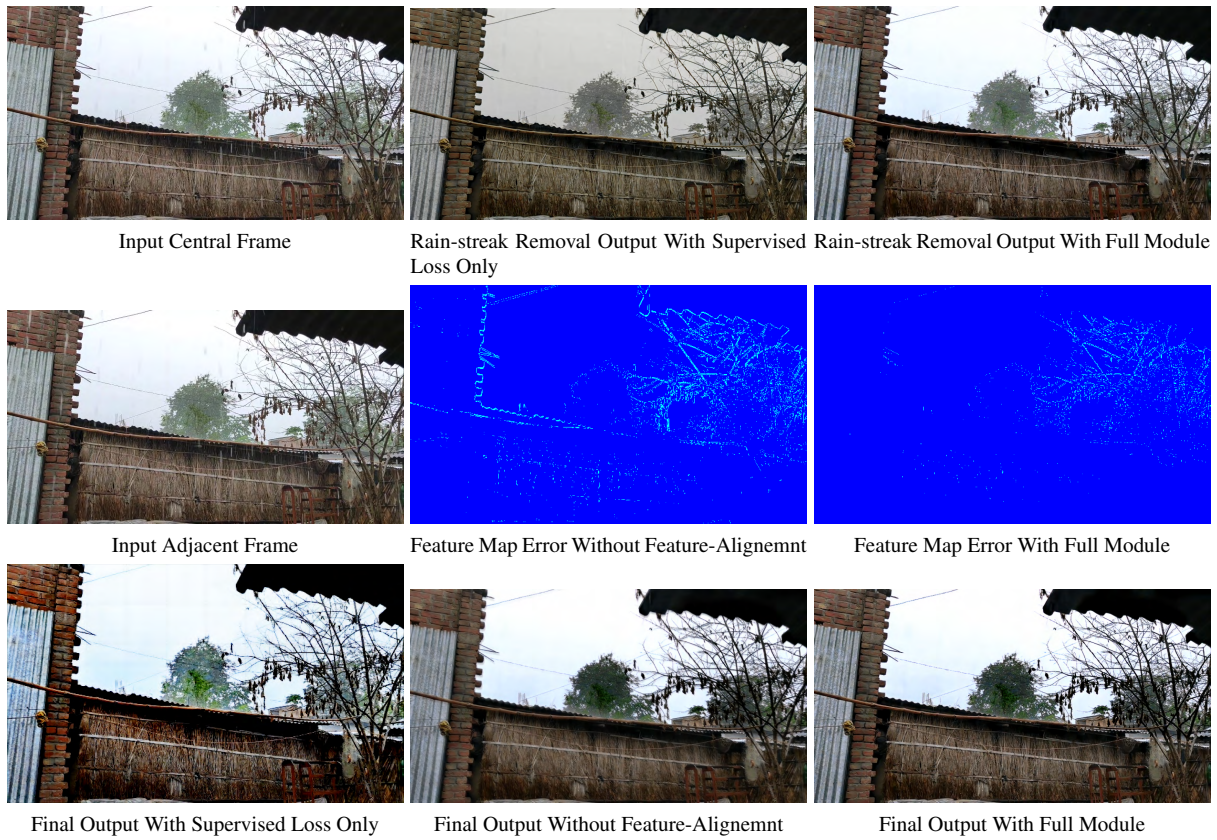 Input Central Frame
Rain-streak Removal Output With Supervised
Loss Only
Rain-streak Removal Output With Full Module
Input Adjacent Frame
Feature Map Error Without Feature-Alignemnt
Feature Map Error With Full Module
Final Output With Supervised Loss Only
Final Output Without Feature-Alignemnt
Final Output With Full Module